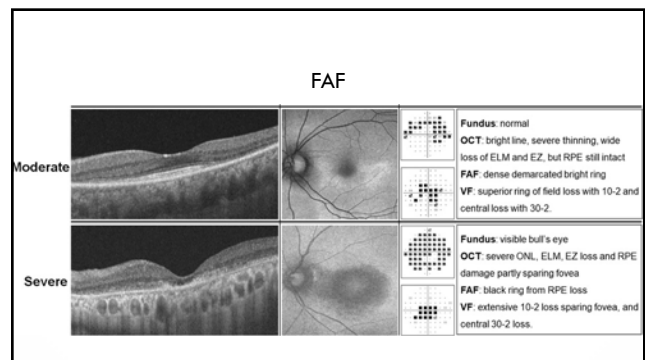 FAF
Moderate
Fundus: normal
OCT: bright line, severe thinning, wide
loss of ELM and EZ, but RPE still intact
FAF: dense demarcated bright ring
VF: superior ring of field loss with 10-2 and
central loss with 30-2.
Severe
Fundus: visible bull's eye
OCT: severe ONL, ELM, EZ loss and RPE
damage partly sparing fovea
FAF: black ring from RPE loss
VF: extensive 10-2 loss sparing fovea, and
central 30-2 loss.